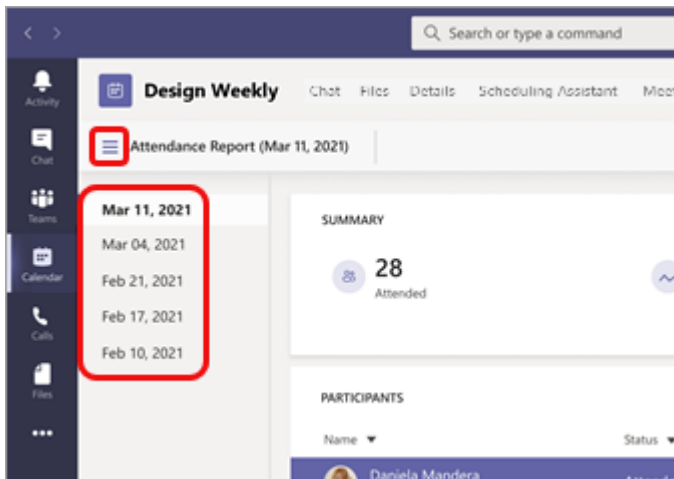 Search or type a command
Activity
Chat
Teams
Calendar
Calls
Files
Design Weekly
Chat Files Details Scheduling Assistant
Attendance Report (Mar 11, 2021)
Mar 11, 2021
Mar 04, 2021
Feb 21, 2021
Feb 17, 2021
Feb 10, 2021
SUMMARY
28
Attended
PARTICIPANTS
Name Status
Daniela Mandera